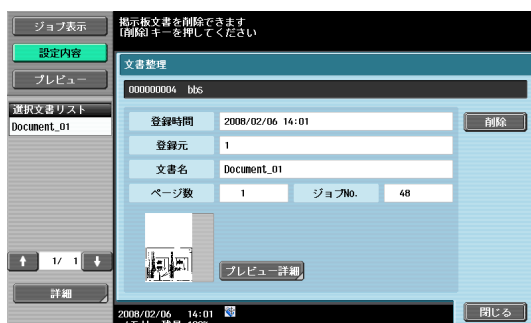 ジョブ表示
設定内容
プレビュー
選択文書リスト
Document_01
1/ 1
詳細
掲示板文書を削除できます
[削除]キーを押してください
文書整理
000000004 bbs
登録時間 2008/02/06 14:01
登録元 1
文書名 Document_01
ページ数 1 ジョブNo. 48
プレビュー詳細
削除
2008/02/06 14:01
閉じる